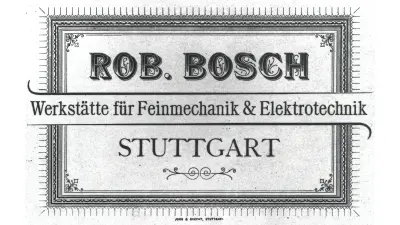 ROB. BOSCH
Werkstätte für Feinmechanik & Elektrotechnik
STUTTGART